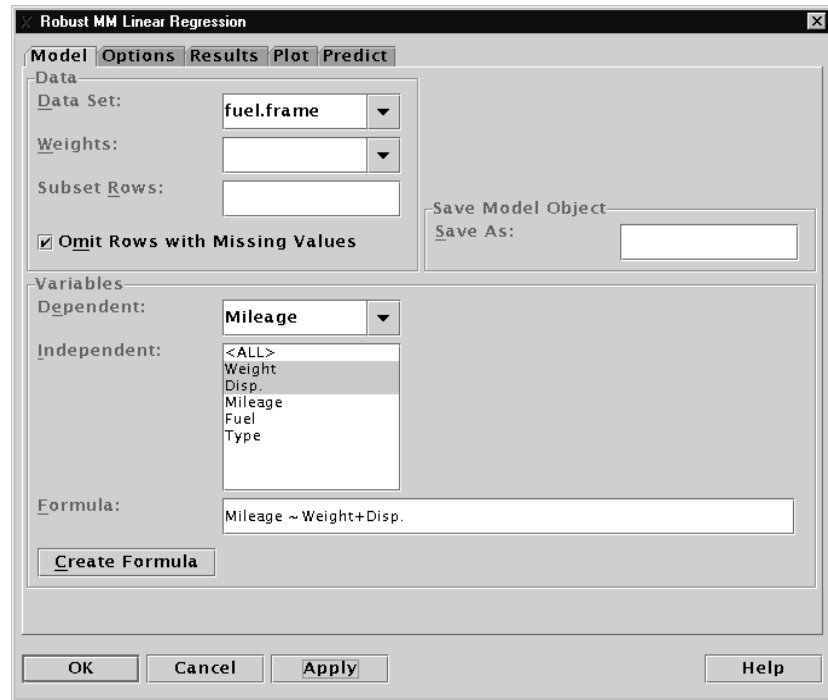 Robust MM Linear Regression
Model Options Results Plot Predict
Data
Data Set: fuel.frame
Weights:
Subset Rows:
Omit Rows with Missing Values
Save Model Object
Save As:
Variables
Dependent: Mileage
Independent: <ALL>
Weight
Disp.
Mileage
Fuel
Type
Formula: Mileage ~ Weight+Disp.
Create Formula
OK Cancel Apply Help